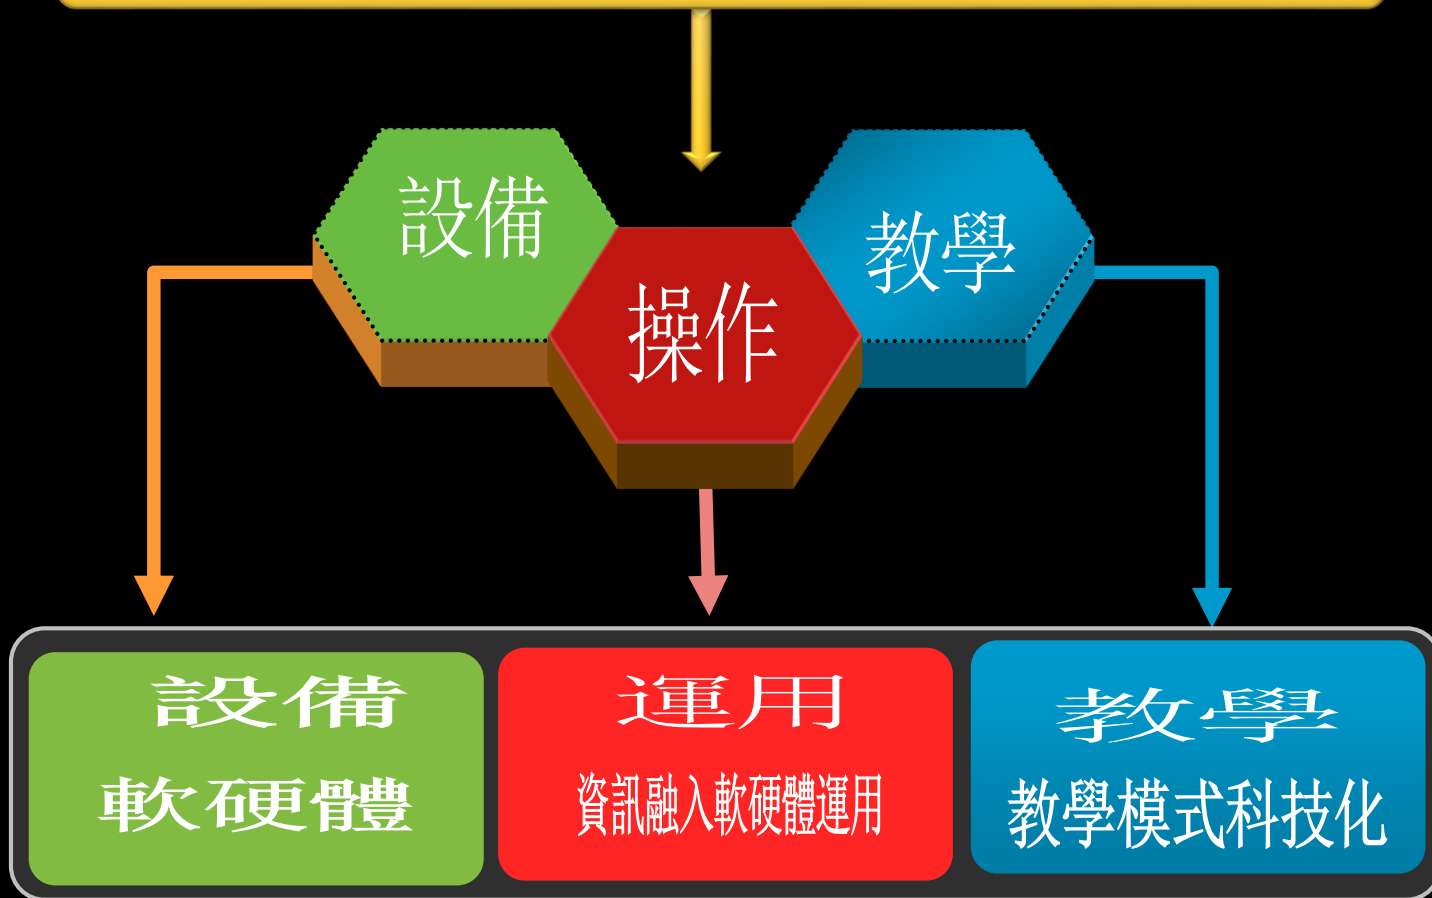 設備
教學
操作
設備
軟硬體
運用
資訊融入軟硬體運用
教學
教學模式科技化